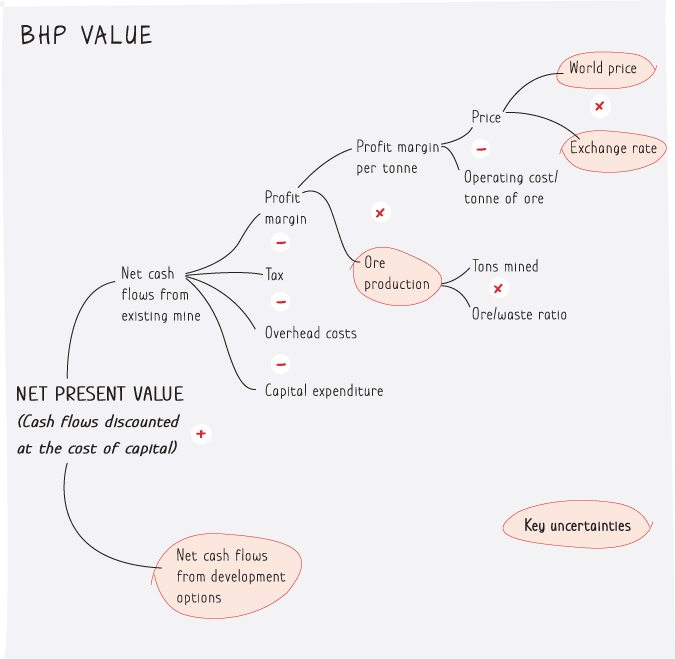 BHP VALUE
World price
×
Exchange rate
Price
−
Operating cost/
tonne of ore
Profit margin
per tonne
×
Profit
margin
−
Ore
production
Tons mined
×
Ore/waste ratio
Net cash
flows from
existing mine
Tax
−
Overhead costs
−
Capital expenditure
NET PRESENT VALUE
(Cash flows discounted
at the cost of capital)
+
Key uncertainties
Net cash flows
from development
options